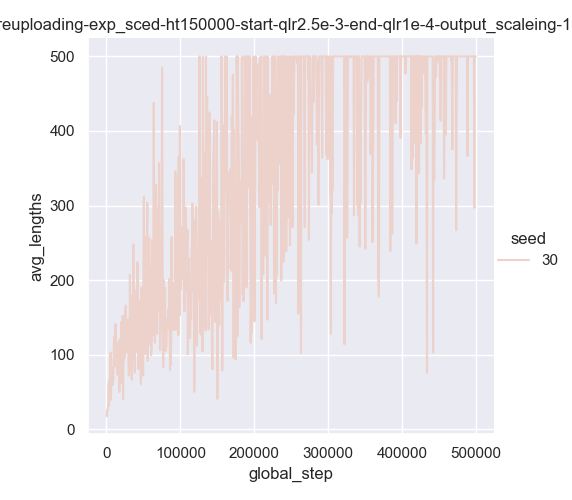 reuploading-exp_sced-ht150000-start-qlr2.5e-3-end-qlr1e-4-output_scaleing-1
500
400
300
200
100
0
avg_lengths
0 100000 200000 300000 400000 500000
global_step
seed
30